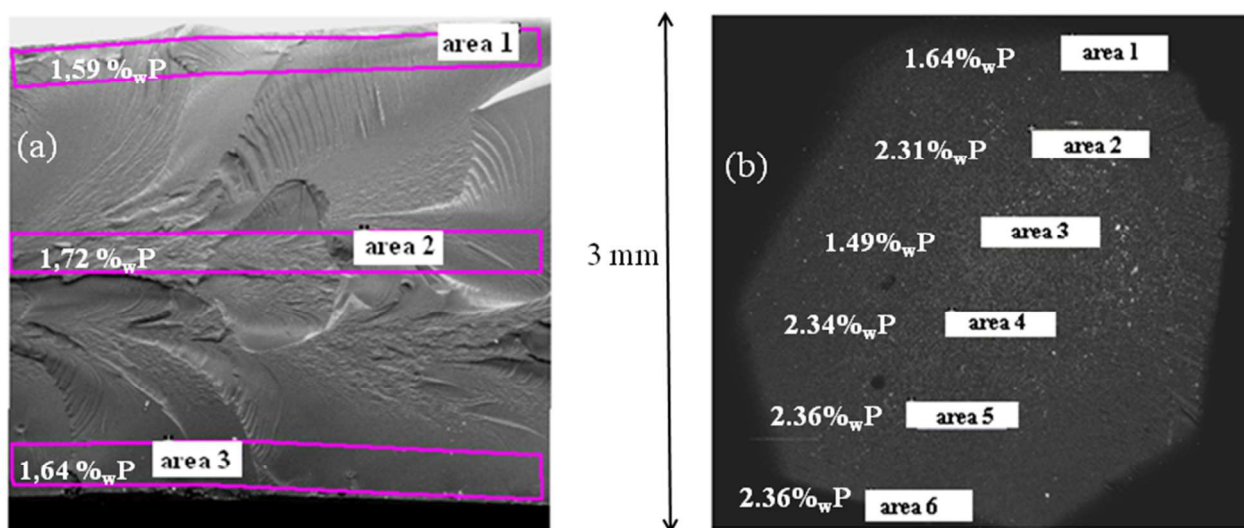 area 1
1,59 %wP
(a)
area 2
1,72 %wP
area 3
1,64 %wP
3 mm
1.64%wP
area 1
2.31%wP
area 2
(b)
1.49%wP
area 3
2.34%wP
area 4
2.36%wP
area 5
2.36%wP
area 6